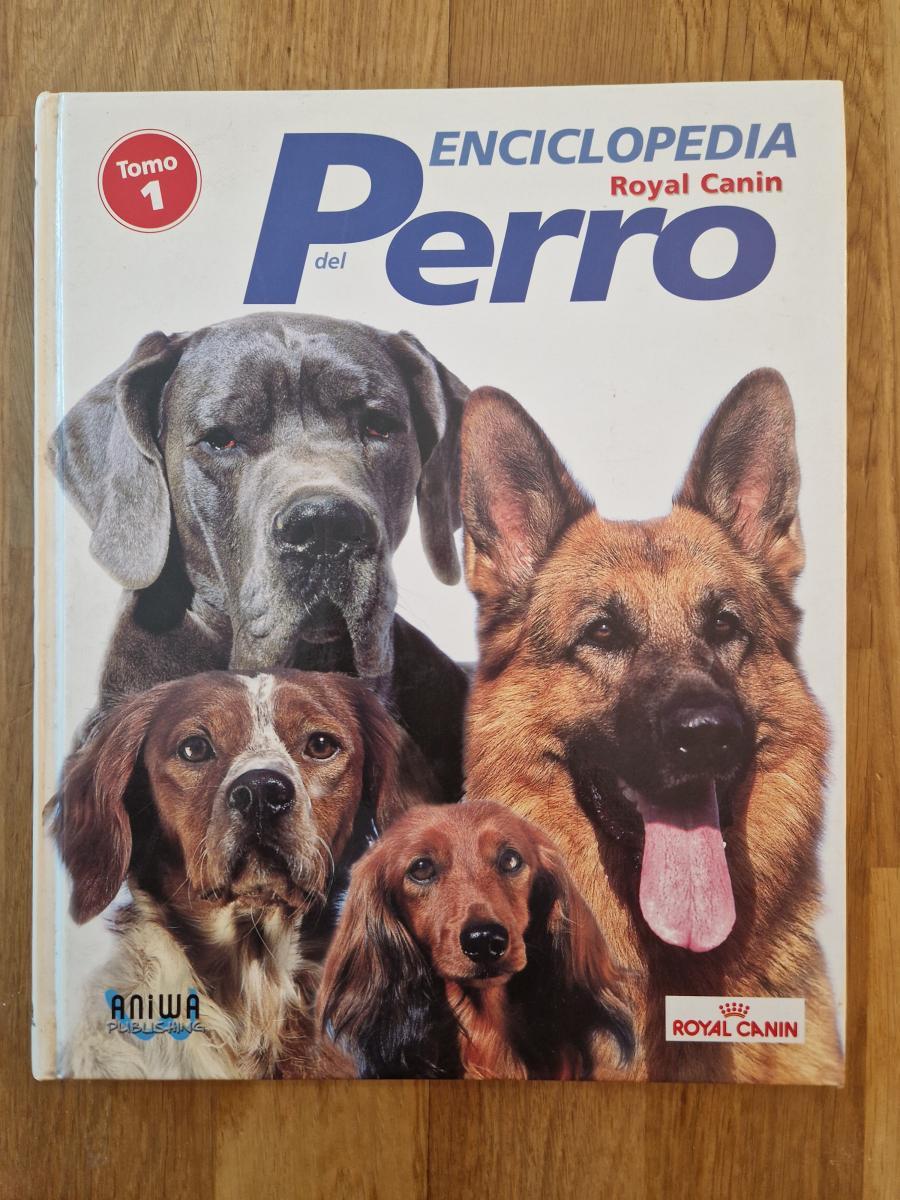 Tomo
1
ENCICLOPEDIA
Royal Canin
del Perro
ANIWA
PUBLISHING
ROYAL CANIN